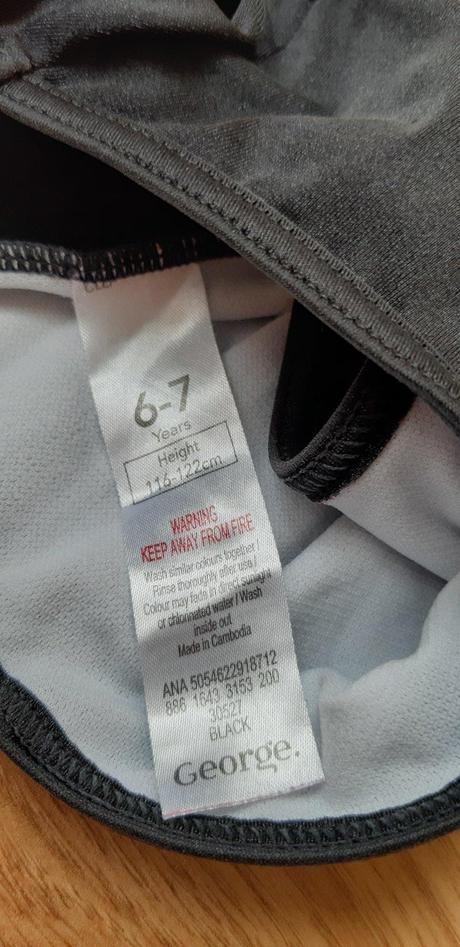 6-7
Years
Height
116-122cm
WARNING
KEEP AWAY FROM FIRE
Wash similar colours together /
Rinse thoroughly after use /
Colour may fade in direct sunlight
or chlorinated water / Wash
inside out
Made in Cambodia
ANA 5054622918712
886 1643 3153 200
30527
BLACK
George.